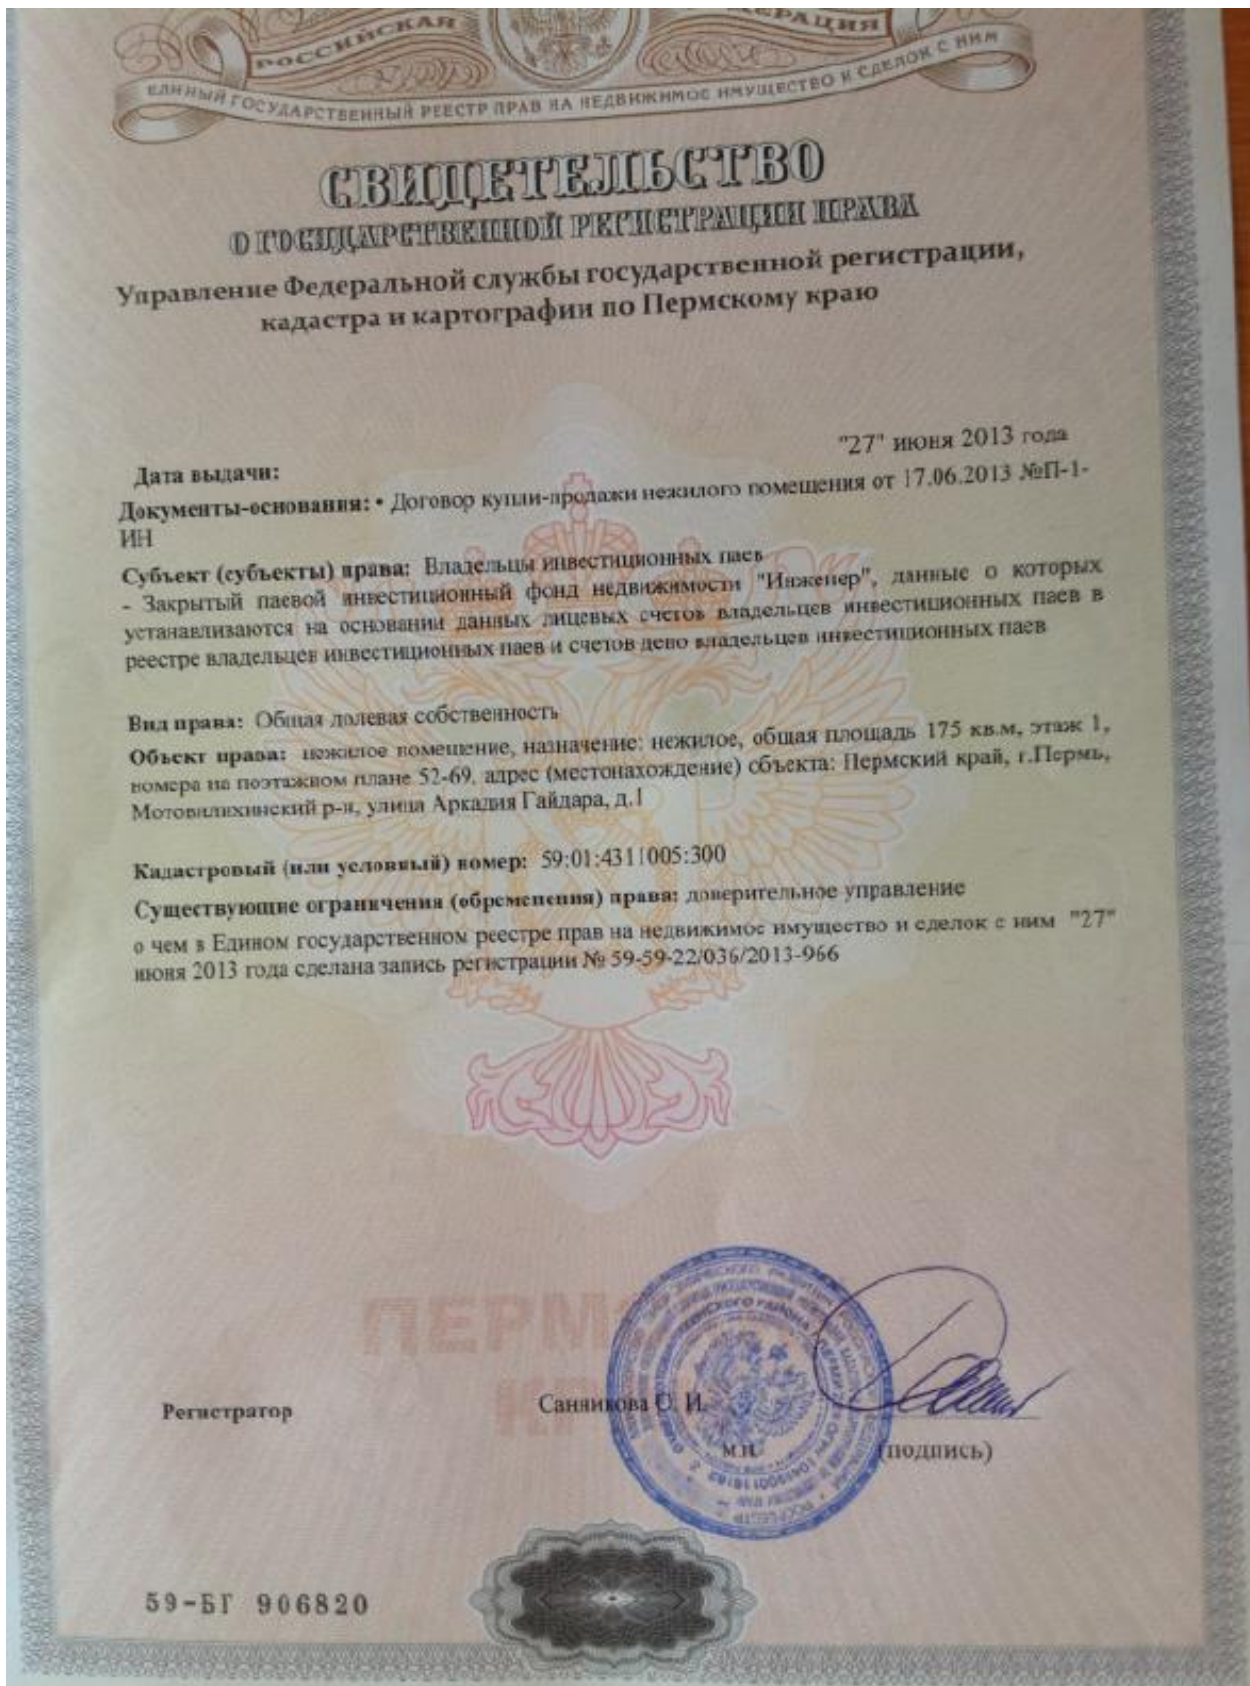 РОССИЙСКАЯ ФЕДЕРАЦИЯ
ЕДИНЫЙ ГОСУДАРСТВЕННЫЙ РЕЕСТР ПРАВ НА НЕДВИЖИМОЕ ИМУЩЕСТВО И СДЕЛОК С НИМ
СВИДЕТЕЛЬСТВО
О ГОСУДАРСТВЕННОЙ РЕГИСТРАЦИИ ПРАВА
Управление Федеральной службы государственной регистрации,
кадастра и картографии по Пермскому краю
"27" июня 2013 года
Дата выдачи:
Документы-основания: • Договор купли-продажи нежилого помещения от 17.06.2013 №П-1-
ИН
Субъект (субъекты) права: Владельцы инвестиционных паев
- Закрытый паевой инвестиционный фонд недвижимости "Инженер", данные о которых
устанавливаются на основании данных лицевых счетов владельцев инвестиционных паев в
реестре владельцев инвестиционных паев и счетов депо владельцев инвестиционных паев
Вид права: Общая долевая собственность
Объект права: нежилое помещение, назначение: нежилое, общая площадь 175 кв.м, этаж 1,
номера на поэтажном плане 52-69, адрес (местонахождение) объекта: Пермский край, г.Пермь,
Мотовилихинский р-н, улица Аркадия Гайдара, д.1
Кадастровый (или условный) номер: 59:01:4311005:300
Существующие ограничения (обременения) права: доверительное управление
о чем в Едином государственном реестре прав на недвижимое имущество и сделок с ним "27"
июня 2013 года сделана запись регистрации № 59-59-22/036/2013-966
ПЕРМС
КР
Регистратор
Санникова О. И.
м.п.
(подпись)
59-БГ 906820